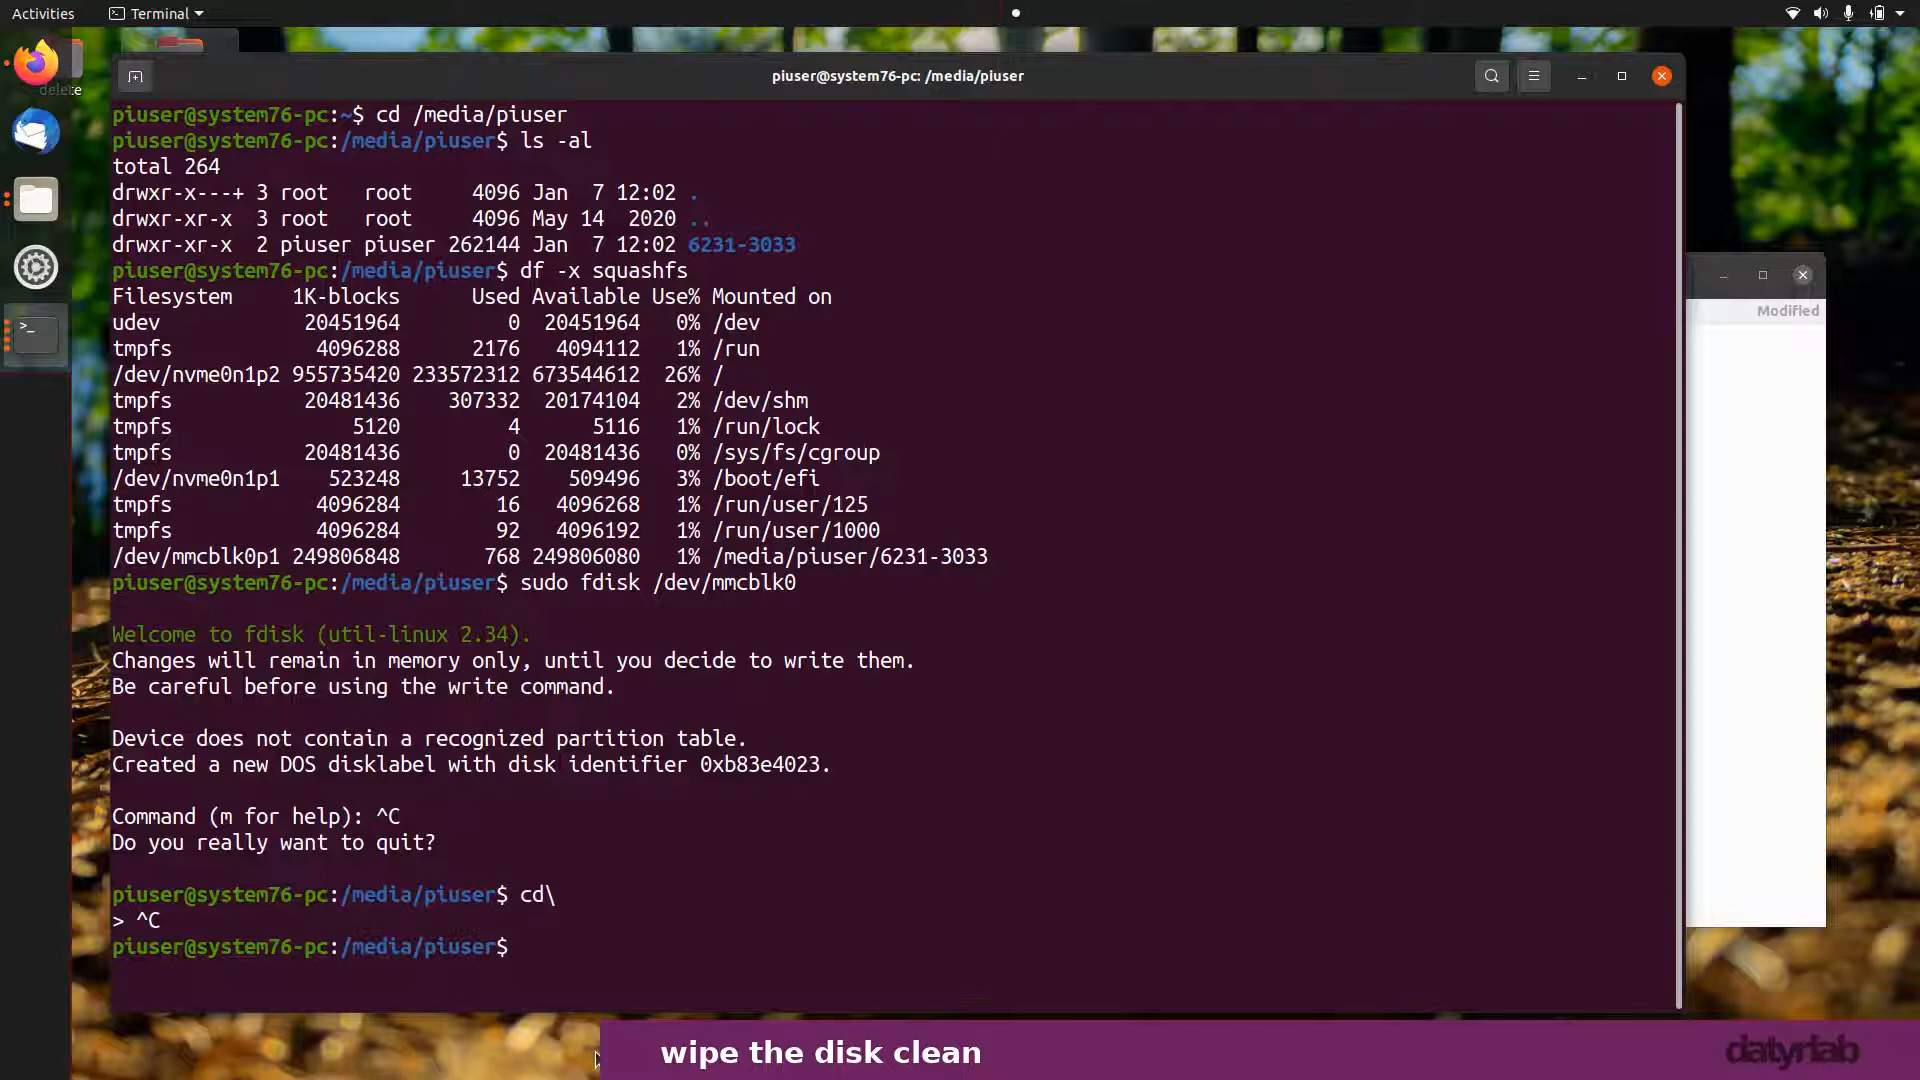 Activities
Terminal
piuser@system76-pc: /media/piuser
delete
piuser@system76-pc:~$ cd /media/piuser
piuser@system76-pc:/media/piuser$ ls -al
total 264
drwxr-x---+ 3 root   root     4096 Jan  7 12:02 .
drwxr-xr-x  3 root   root     4096 May 14  2020 ..
drwxr-xr-x  2 piuser piuser 262144 Jan  7 12:02 6231-3033
piuser@system76-pc:/media/piuser$ df -x squashfs
Filesystem     1K-blocks      Used Available Use% Mounted on
udev            20451964         0  20451964   0% /dev
tmpfs            4096288      2176   4094112   1% /run
/dev/nvme0n1p2 955735420 233572312 673544612  26% /
tmpfs           20481436    307332  20174104   2% /dev/shm
tmpfs               5120         4      5116   1% /run/lock
tmpfs           20481436         0  20481436   0% /sys/fs/cgroup
/dev/nvme0n1p1    523248     13752    509496   3% /boot/efi
tmpfs            4096284        16   4096268   1% /run/user/125
tmpfs            4096284        92   4096192   1% /run/user/1000
/dev/mmcblk0p1 249806848       768 249806080   1% /media/piuser/6231-3033
piuser@system76-pc:/media/piuser$ sudo fdisk /dev/mmcblk0
Welcome to fdisk (util-linux 2.34).
Changes will remain in memory only, until you decide to write them.
Be careful before using the write command.
Device does not contain a recognized partition table.
Created a new DOS disklabel with disk identifier 0xb83e4023.
Command (m for help): ^C
Do you really want to quit?
piuser@system76-pc:/media/piuser$ cd\
> ^C
piuser@system76-pc:/media/piuser$
Modified
wipe the disk clean
datyrlab